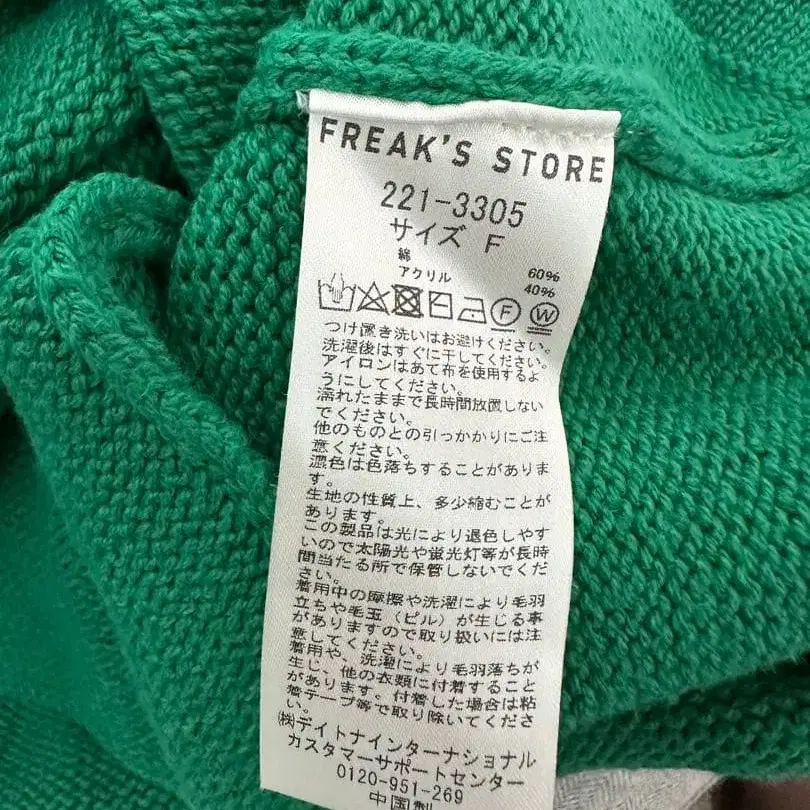 FREAK'S STORE
221-3305
サイズ F
綿 60%
アクリル 40%
F W
つけ置き洗いはお避けください。
洗濯後はすぐに干してください。
アイロンはあて布を使用するよ
うにしてください。
濡れたままで長時間放置しない
でください。
他のものとの引っかかりにご注
意ください。
濃色は色落ちすることがありま
す。
生地の性質上、多少縮むことが
あります。
この製品は光により退色しやす
いので太陽光や蛍光灯等が長時
間当たる所で保管しないでくだ
さい。
着用中の摩擦や洗濯により毛羽
立ちや毛玉（ピル）が生じる事
がありますので取り扱いには注
意してください。
着用や、洗濯により毛羽落ちが
生じ、他の衣類に付着すること
があります。付着した場合は粘
着テープ等で取り除いてくださ
い。
㈱デイトナインターナショナル
カスタマーサポートセンター
0120-951-269
中国製